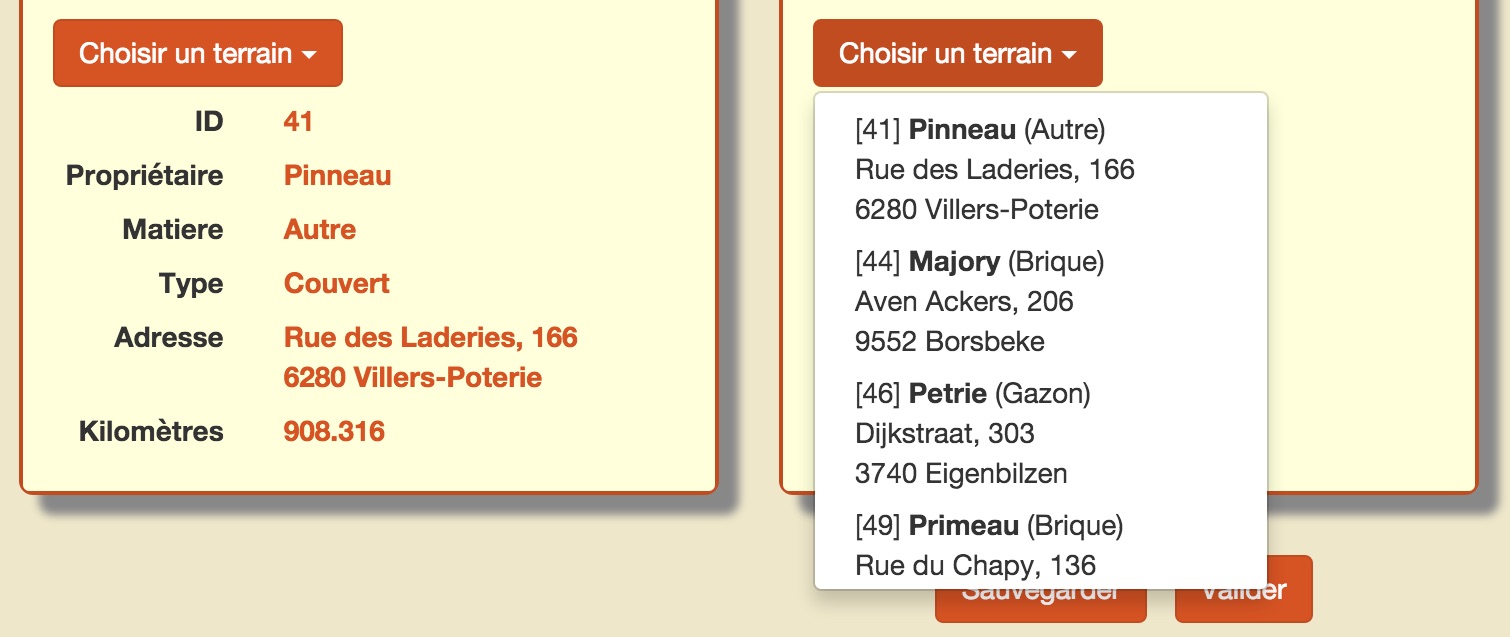 Choisir un terrain
ID 41
Propriétaire Pinneau
Matiere Autre
Type Couvert
Adresse Rue des Laderies, 166
6280 Villers-Poterie
Kilomètres 908.316
Choisir un terrain
[41] Pinneau (Autre)
Rue des Laderies, 166
6280 Villers-Poterie
[44] Majory (Brique)
Aven Ackers, 206
9552 Borsbeke
[46] Petrie (Gazon)
Dijkstraat, 303
3740 Eigenbilzen
[49] Primeau (Brique)
Rue du Chapy, 136
Sauvegarder Valider